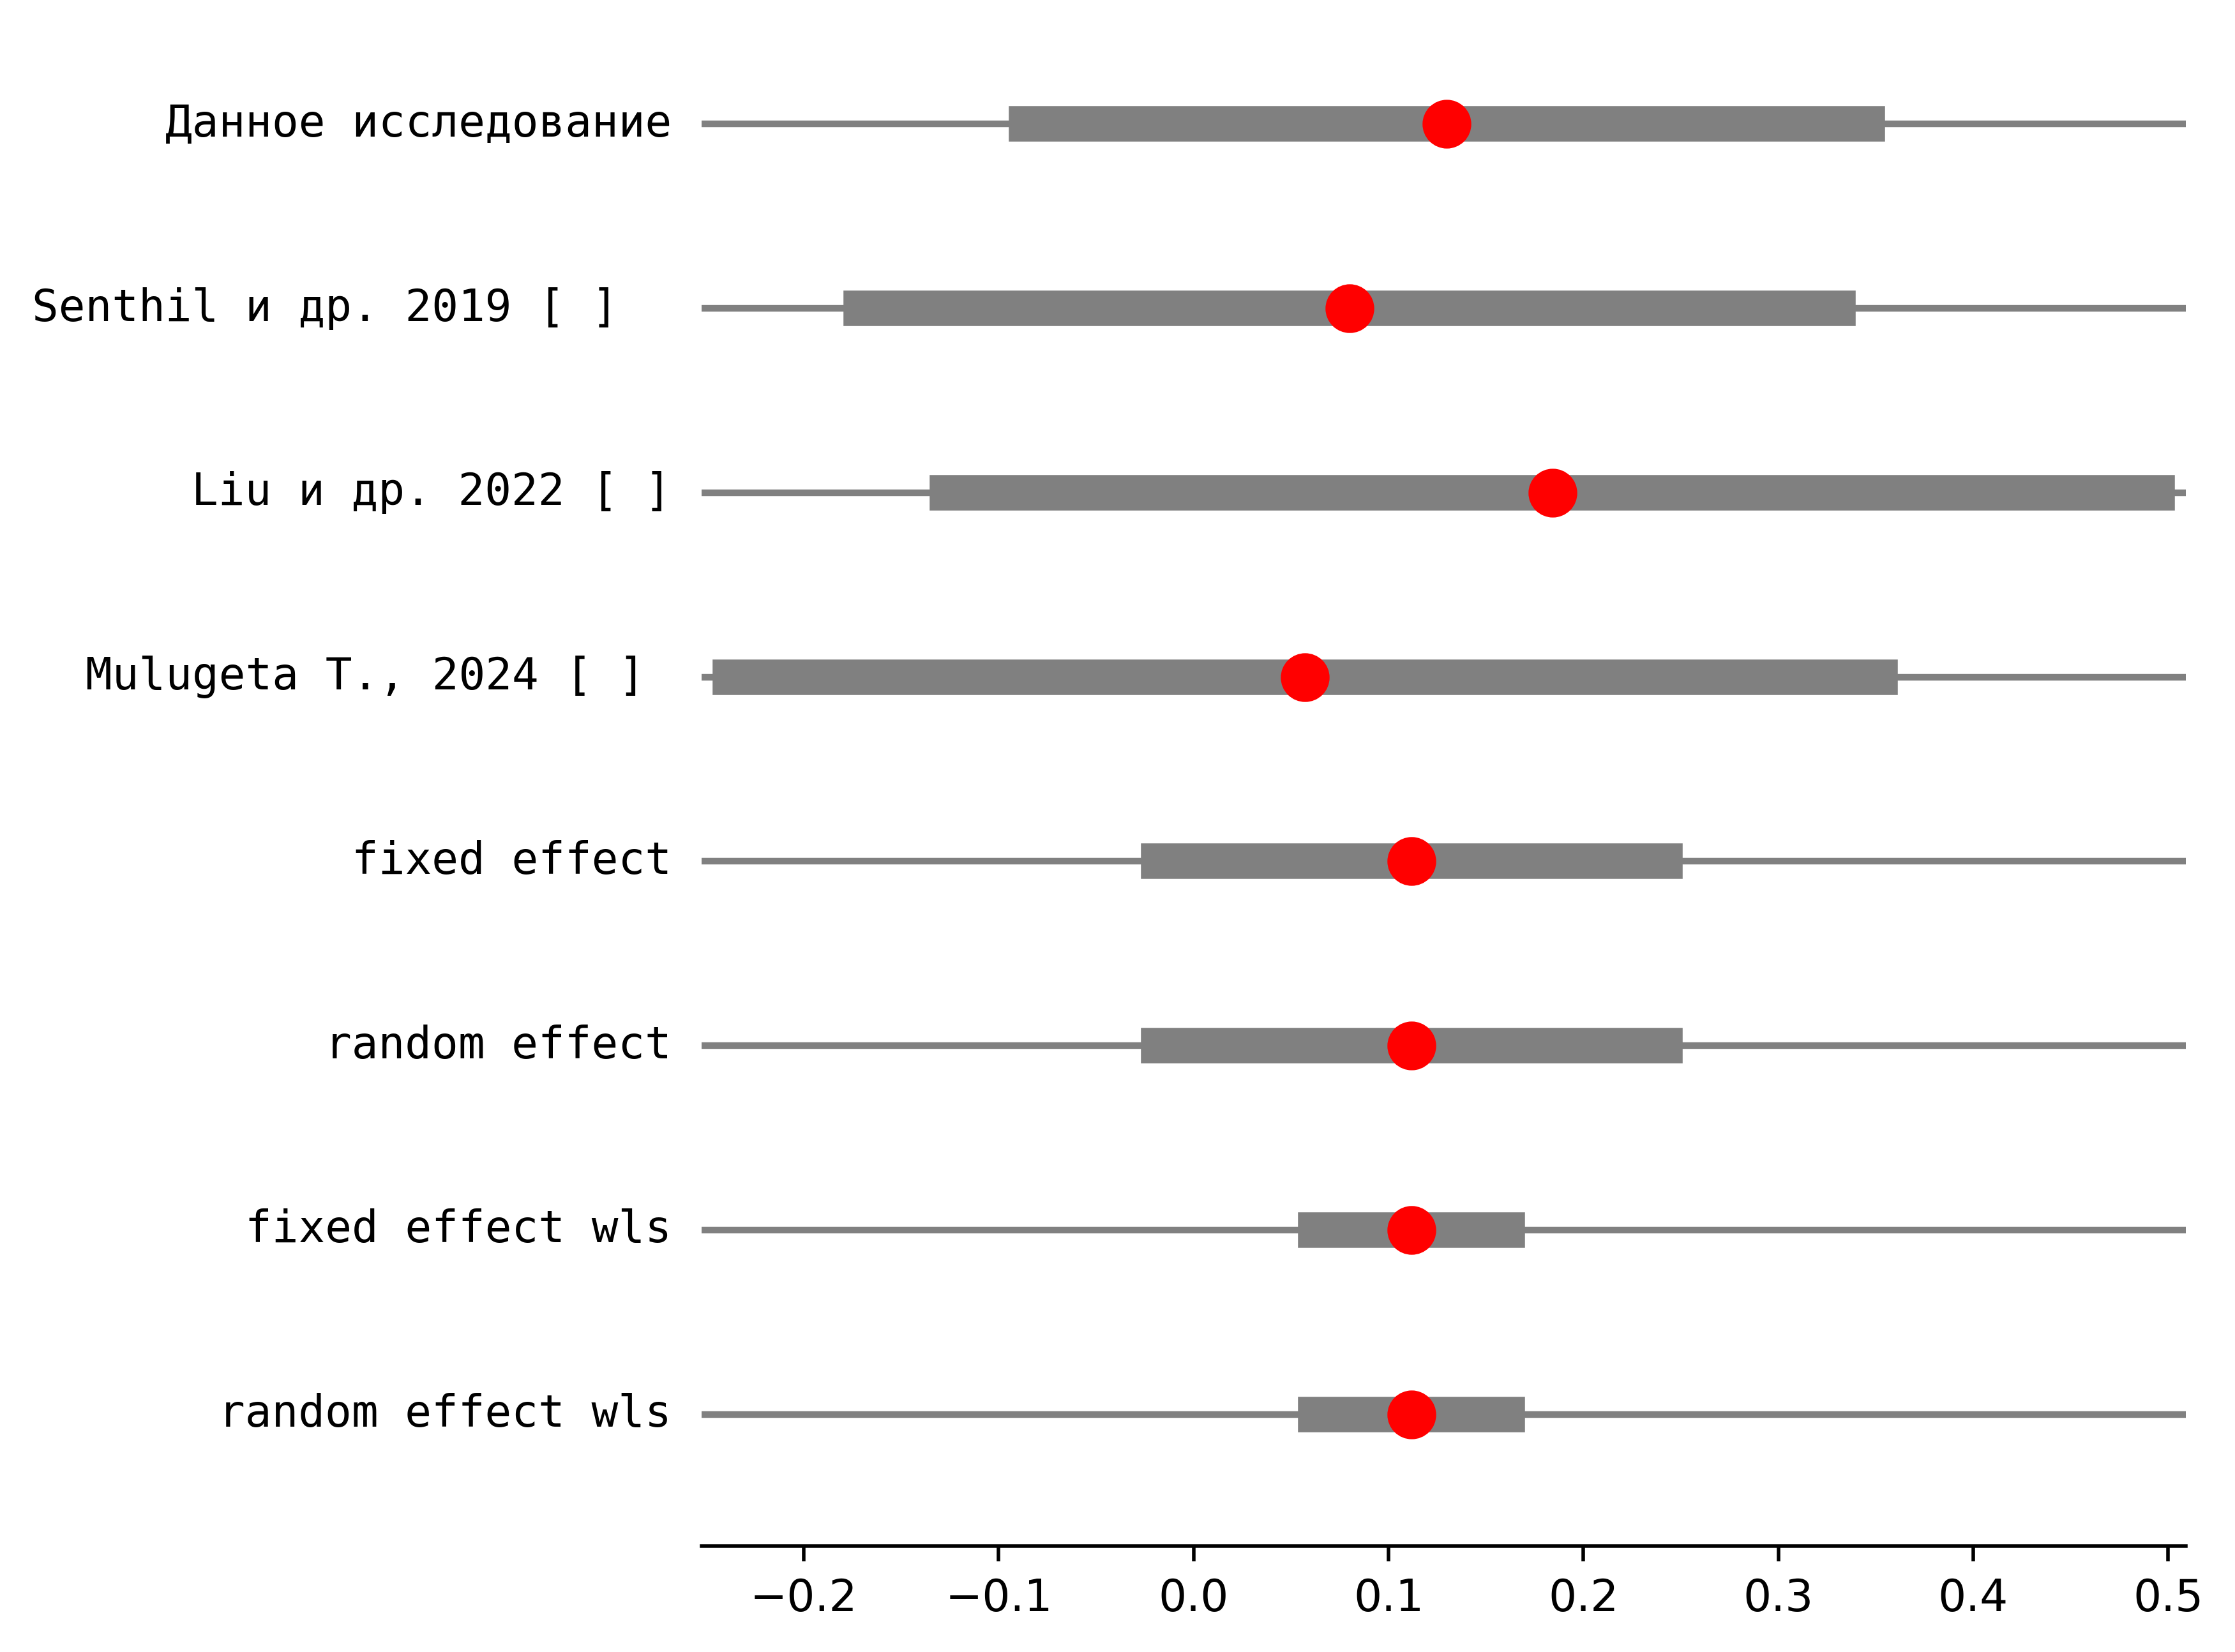 Данное исследование
Senthil и др. 2019 [ ]
Liu и др. 2022 [ ]
Mulugeta T., 2024 [ ]
fixed effect
random effect
fixed effect wls
random effect wls
−0.2 −0.1 0.0 0.1 0.2 0.3 0.4 0.5